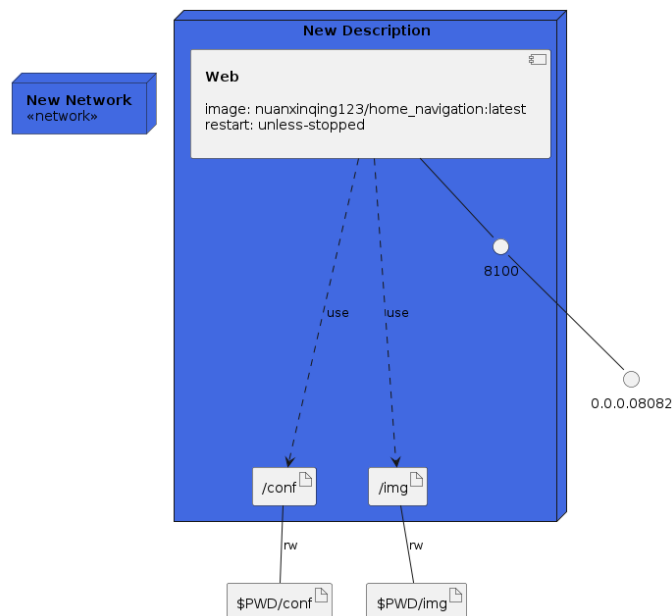 New Description
Web
image: nuanxinqing123/home_navigation:latest
restart: unless-stopped
New Network
«network»
8100
use
use
0.0.0.08082
/conf
/img
rw
rw
$PWD/conf
$PWD/img